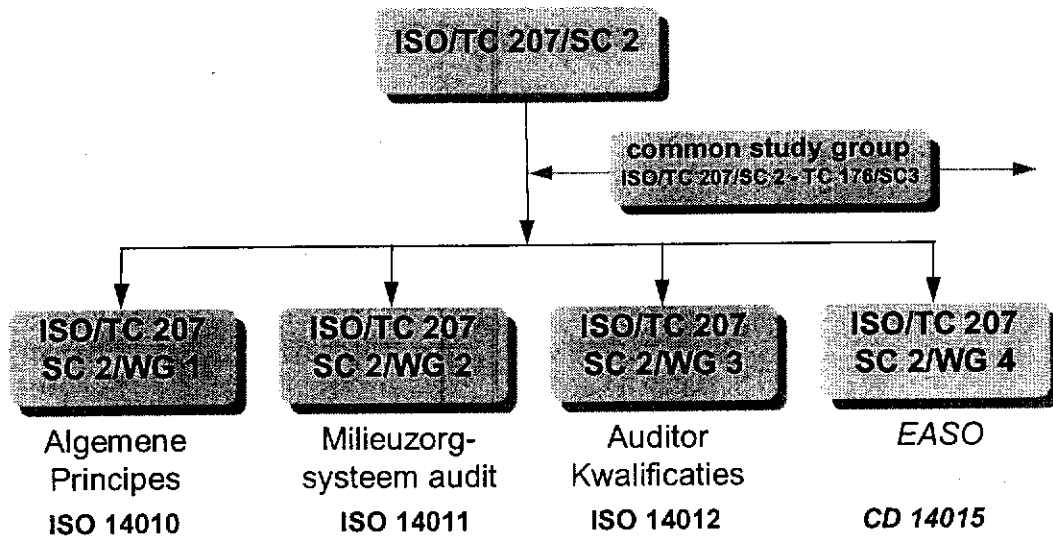 ISO/TC 207/SC 2
common study group
ISO/TC 207/SC 2 - TC 176/SC3
ISO/TC 207
SC 2/WG 1
ISO/TC 207
SC 2/WG 2
ISO/TC 207
SC 2/WG 3
ISO/TC 207
SC 2/WG 4
Algemene
Principes
ISO 14010
Milieuzorg-
systeem audit
ISO 14011
Auditor
Kwalificaties
ISO 14012
EASO
CD 14015